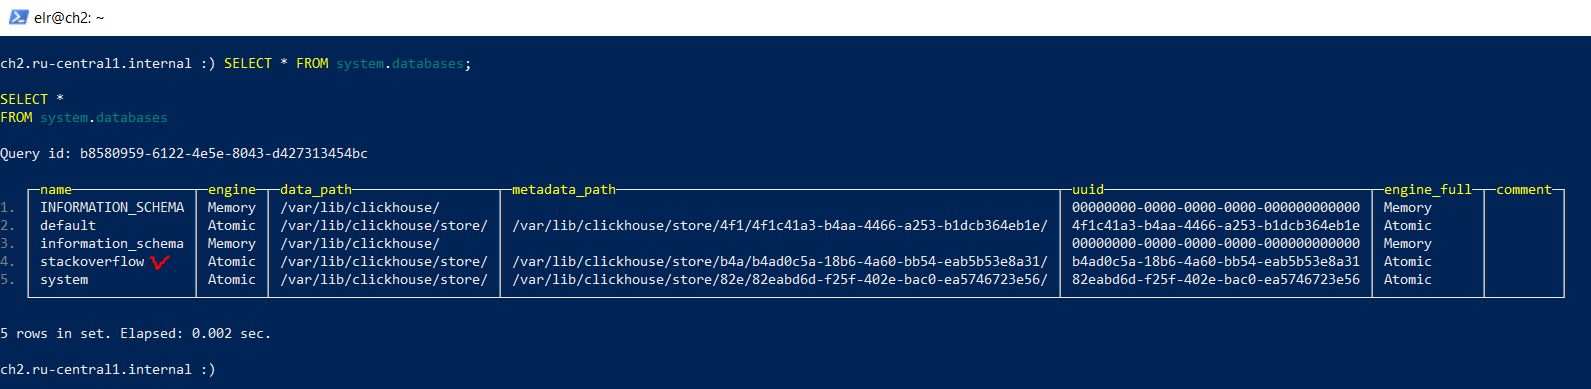 elr@ch2: ~
ch2.ru-central1.internal :) SELECT * FROM system.databases;
SELECT *
FROM system.databases
Query id: b8580959-6122-4e5e-8043-d427313454bc
name engine data_path metadata_path uuid engine_full comment
1. INFORMATION_SCHEMA Memory /var/lib/clickhouse/ 00000000-0000-0000-0000-000000000000 Memory
2. default Atomic /var/lib/clickhouse/store/ /var/lib/clickhouse/store/4f1/4f1c41a3-b4aa-4466-a253-b1dcb364eb1e/ 4f1c41a3-b4aa-4466-a253-b1dcb364eb1e Atomic
3. information_schema Memory /var/lib/clickhouse/ 00000000-0000-0000-0000-000000000000 Memory
4. stackoverflow Atomic /var/lib/clickhouse/store/ /var/lib/clickhouse/store/b4a/b4ad0c5a-18b6-4a60-bb54-eab5b53e8a31/ b4ad0c5a-18b6-4a60-bb54-eab5b53e8a31 Atomic
5. system Atomic /var/lib/clickhouse/store/ /var/lib/clickhouse/store/82e/82eabd6d-f25f-402e-bac0-ea5746723e56/ 82eabd6d-f25f-402e-bac0-ea5746723e56 Atomic
5 rows in set. Elapsed: 0.002 sec.
ch2.ru-central1.internal :)